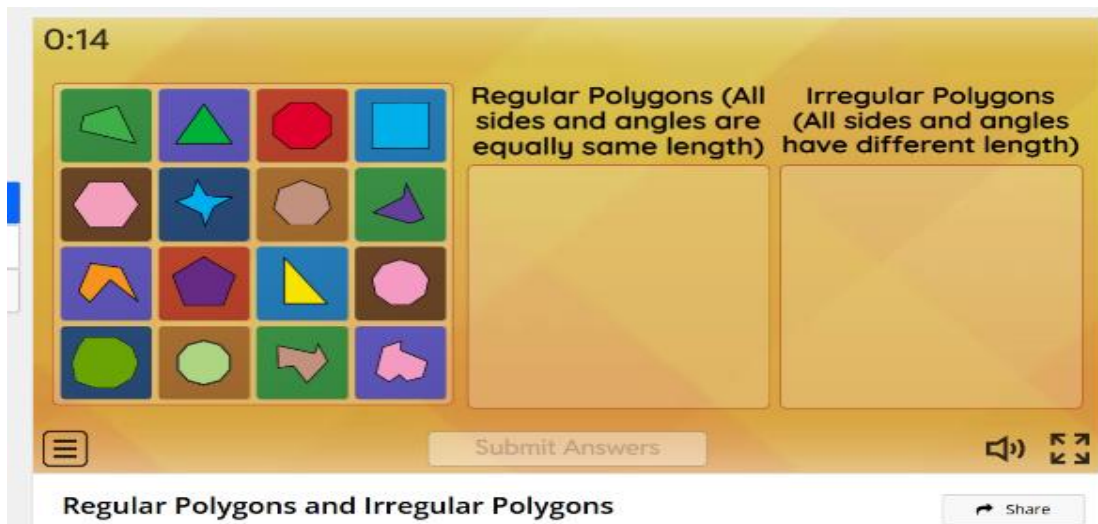 0:14
Regular Polygons (All
sides and angles are
equally same length)
Irregular Polygons
(All sides and angles
have different length)
Submit Answers
Regular Polygons and Irregular Polygons
Share